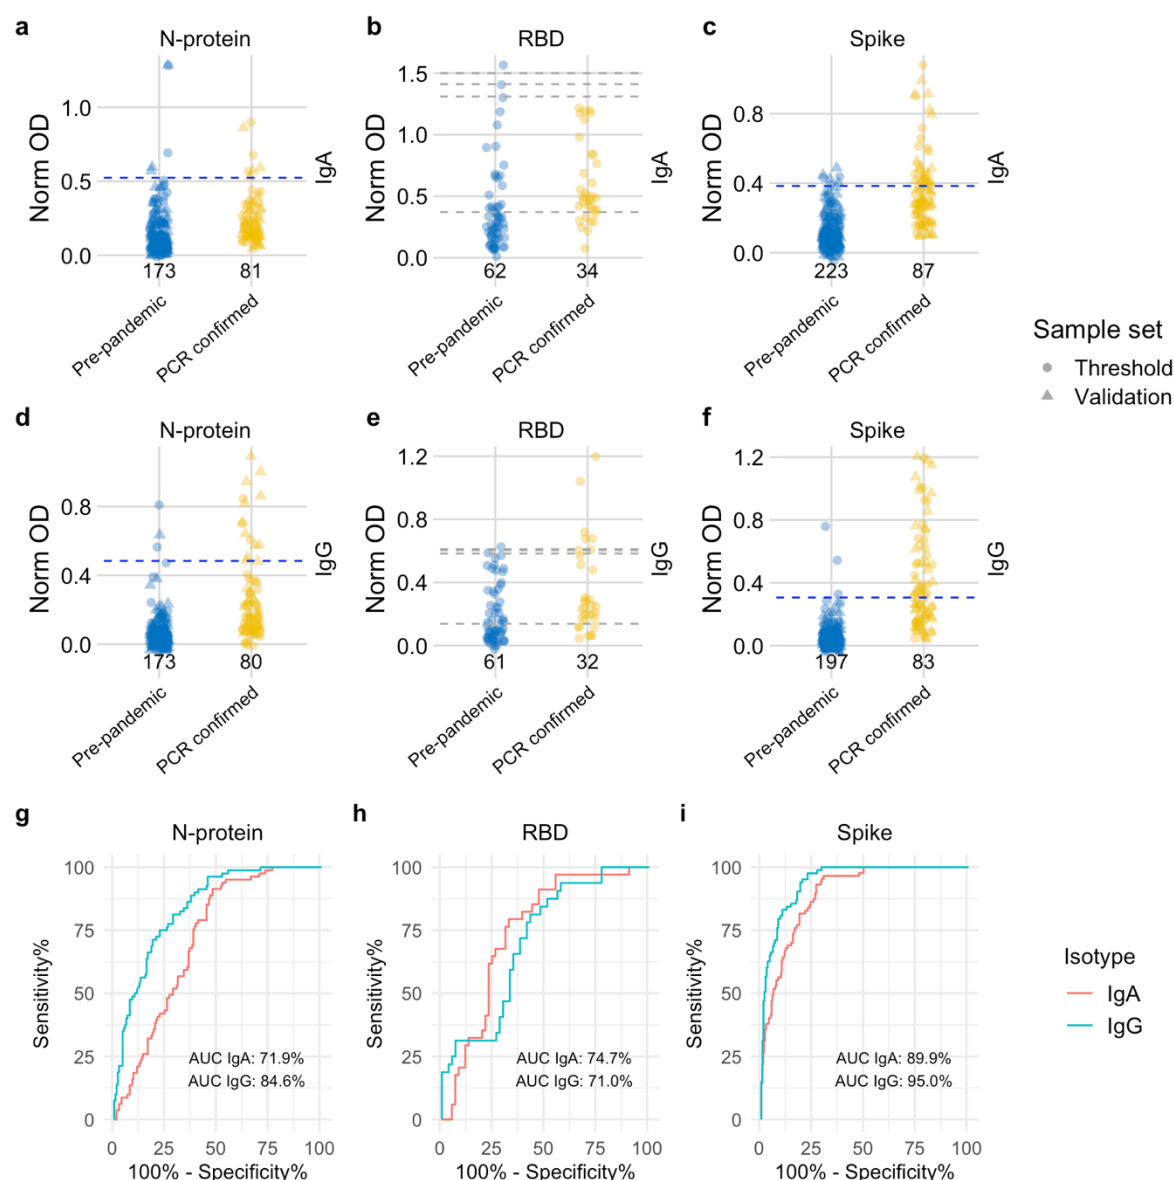 a
N-protein
b
RBD
c
Spike
Norm OD
1.0
0.5
0.0
173
81
Pre-pandemic
PCR confirmed
IgA
Norm OD
1.5
1.0
0.5
0.0
62
34
Pre-pandemic
PCR confirmed
IgA
Norm OD
0.8
0.4
0.0
223
87
Pre-pandemic
PCR confirmed
Sample set
Threshold
Validation
d
N-protein
e
RBD
f
Spike
Norm OD
0.8
0.4
0.0
173
80
Pre-pandemic
PCR confirmed
IgG
Norm OD
1.2
0.8
0.4
0.0
61
32
Pre-pandemic
PCR confirmed
IgG
Norm OD
1.2
0.8
0.4
0.0
197
83
Pre-pandemic
PCR confirmed
g
N-protein
h
RBD
i
Spike
Sensitivity%
100
75
50
25
0
AUC IgA: 71.9%
AUC IgG: 84.6%
0 25 50 75 100
100% - Specificity%
Sensitivity%
100
75
50
25
0
AUC IgA: 74.7%
AUC IgG: 71.0%
0 25 50 75 100
100% - Specificity%
Sensitivity%
100
75
50
25
0
AUC IgA: 89.9%
AUC IgG: 95.0%
0 25 50 75 100
100% - Specificity%
Isotype
IgA
IgG